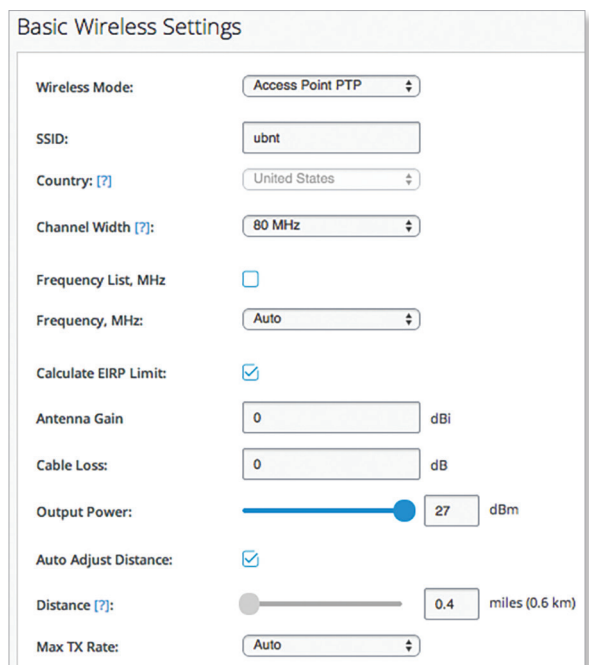 Basic Wireless Settings
Wireless Mode: Access Point PTP
SSID: ubnt
Country: [?] United States
Channel Width [?]: 80 MHz
Frequency List, MHz
Frequency, MHz: Auto
Calculate EIRP Limit:
Antenna Gain 0 dBi
Cable Loss: 0 dB
Output Power: 27 dBm
Auto Adjust Distance:
Distance [?]: 0.4 miles (0.6 km)
Max TX Rate: Auto